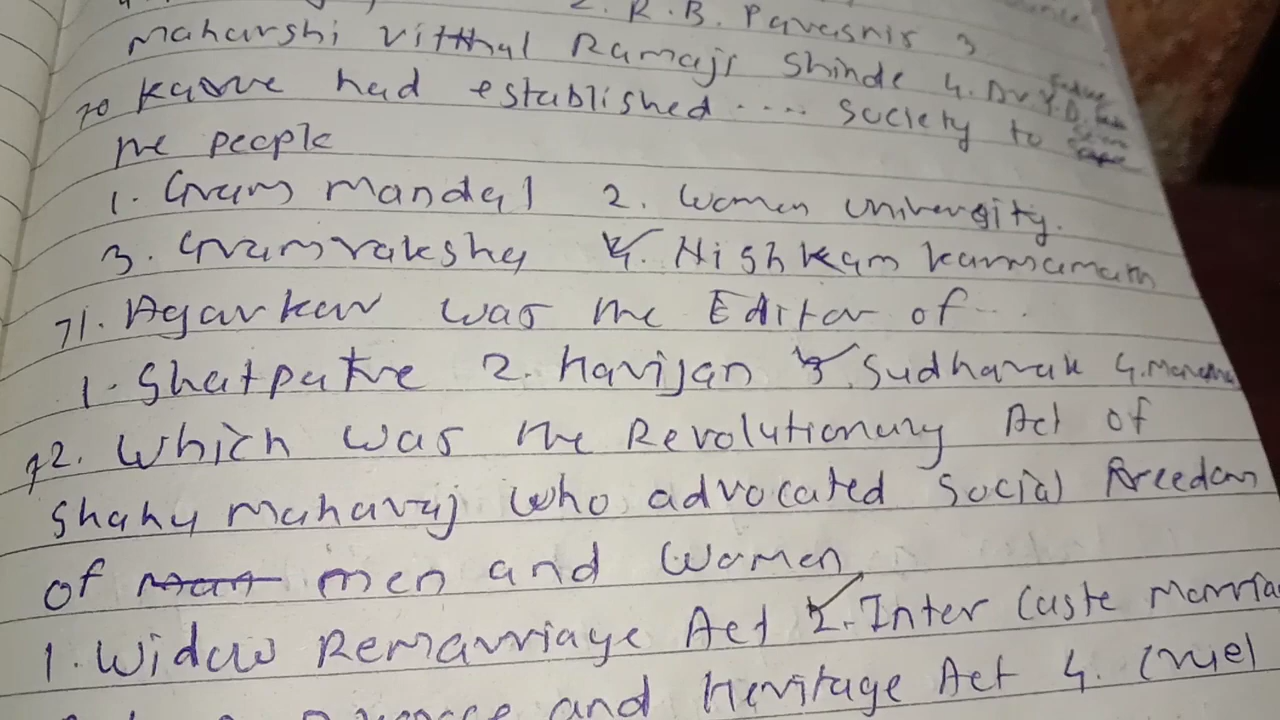 2. R. B. Pavasnis 3
Maharshi Vitthal Ramaji Shinde 4. Dr. Y. D.
70 Karve had established .... society to
the people
1. Gram Mandal 2. Women University.
3. Gramraksha 4. Nishkam karmamath
71. Agarkar was the Editor of ...
1. Shatpatre 2. Harijan 3. Sudharak 4.
72. Which was the Revolutionary Act of
Shahu Maharaj who advocated social Freedom
of men and women
1. Widow Remarriage Act 2. Inter Caste Marria
and Heritage Act 4. Cruel